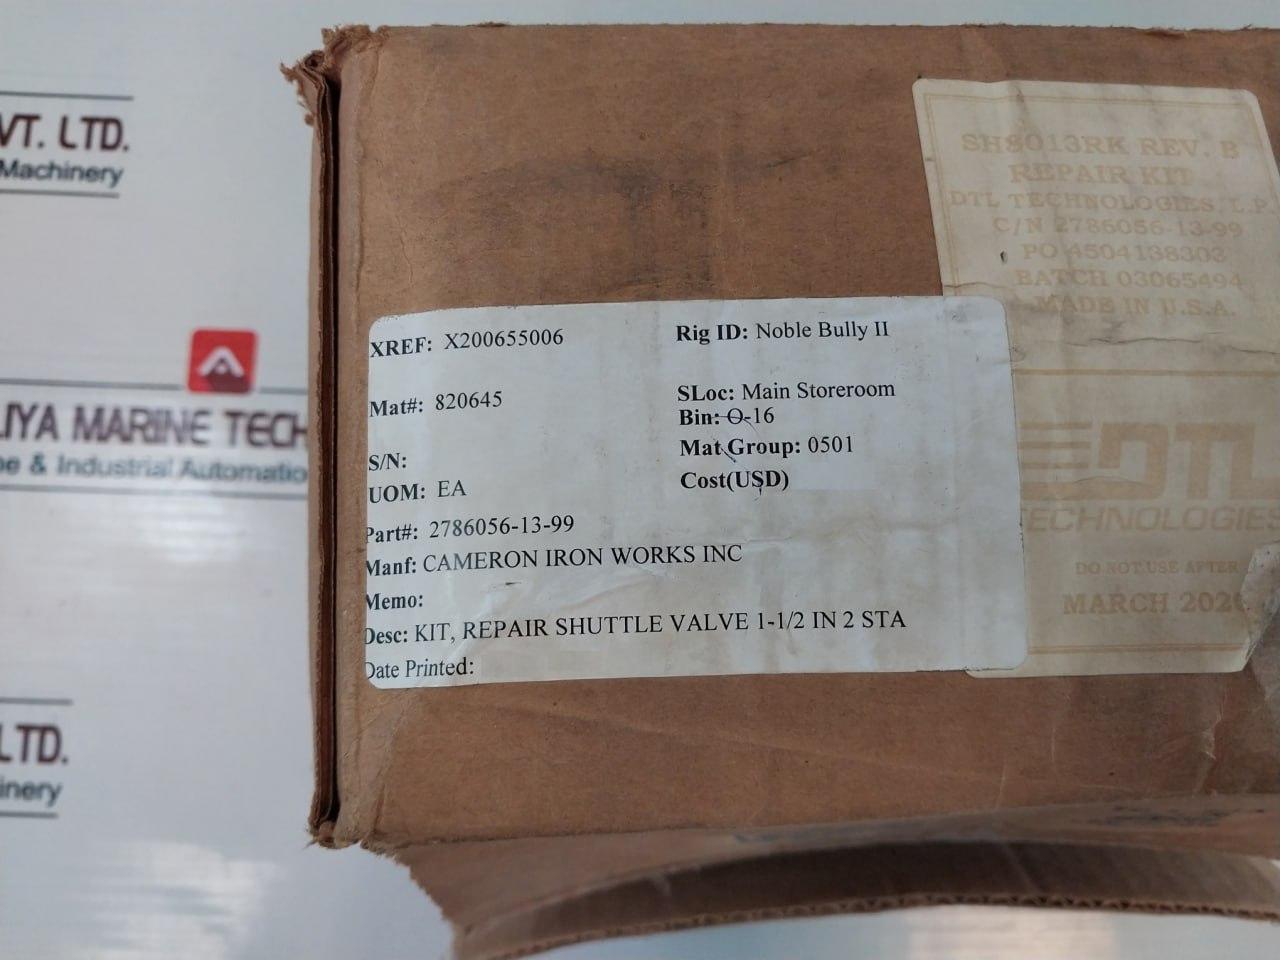 VT. LTD.
Machinery
LIYA MARINE TECH
& Industrial Automatio
LTD.
inery
SH8013RK REV. B
REPAIR KIT
DTL TECHNOLOGIES, L.P.
C/N 2786056-13-99
PO 4504138303
BATCH 03065494
MADE IN U.S.A.
DTL
TECHNOLOGIES
DO NOT USE AFTER
MARCH 202
XREF: X200655006
Rig ID: Noble Bully II
Mat#: 820645
SLoc: Main Storeroom
Bin: O-16
S/N:
Mat Group: 0501
UOM: EA
Cost(USD)
Part#: 2786056-13-99
Manf: CAMERON IRON WORKS INC
Memo:
Desc: KIT, REPAIR SHUTTLE VALVE 1-1/2 IN 2 STA
Date Printed: